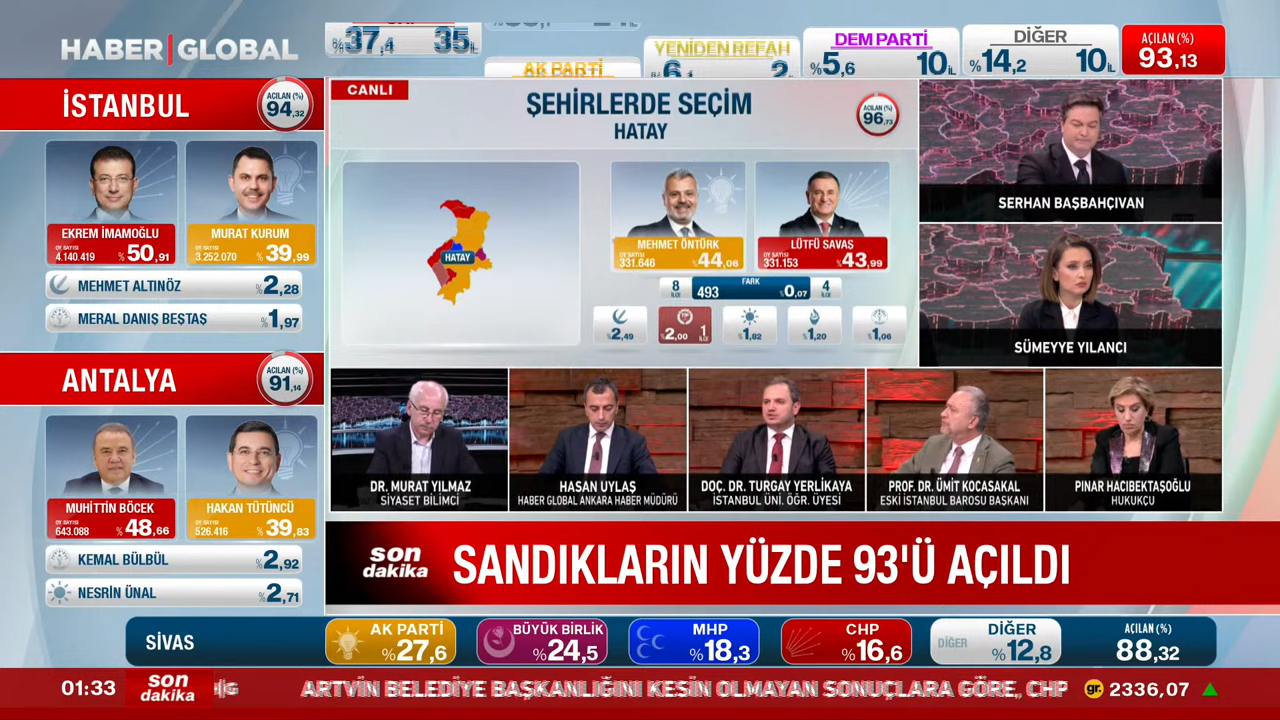 HABER GLOBAL
%37,4 35 İL
AK PARTİ
YENİDEN REFAH
DEM PARTİ
%5,6 10 İL
DİĞER
%14,2 10 İL
AÇILAN (%)
93,13
İSTANBUL
AÇILAN (%)
94,32
EKREM İMAMOĞLU
OY SAYISI
4.140.419 %50,91
MURAT KURUM
OY SAYISI
3.252.070 %39,99
MEHMET ALTINÖZ %2,28
MERAL DANIŞ BEŞTAŞ %1,97
ANTALYA
AÇILAN (%)
91,14
MUHİTTİN BÖCEK
OY SAYISI
643.088 %48,66
HAKAN TÜTÜNCÜ
OY SAYISI
526.416 %39,83
KEMAL BÜLBÜL %2,92
NESRİN ÜNAL %2,71
CANLI
ŞEHİRLERDE SEÇİM
HATAY
AÇILAN (%)
96,73
HATAY
MEHMET ÖNTÜRK
OY SAYISI
331.646 %44,06
LÜTFÜ SAVAŞ
OY SAYISI
331.153 %43,99
8 İLÇE
FARK
493 %0,07
4 İLÇE
%2,49
TİP
%2,00 1 İLÇE
%1,82
%1,20
%1,06
SERHAN BAŞBAHÇIVAN
SÜMEYYE YILANCI
DR. MURAT YILMAZ
SİYASET BİLİMCİ
HASAN UYLAŞ
HABER GLOBAL ANKARA HABER MÜDÜRÜ
DOÇ. DR. TURGAY YERLİKAYA
İSTANBUL ÜNİ. ÖĞR. ÜYESİ
PROF. DR. ÜMİT KOCASAKAL
ESKİ İSTANBUL BAROSU BAŞKANI
PINAR HACIBEKTAŞOĞLU
HUKUKÇU
son dakika
SANDIKLARIN YÜZDE 93'Ü AÇILDI
SİVAS
AK PARTİ
%27,6
BÜYÜK BİRLİK
%24,5
MHP
%18,3
CHP
%16,6
DİĞER
DİĞER
%12,8
AÇILAN (%)
88,32
01:33
son dakika
ARTVİN BELEDİYE BAŞKANLIĞINI KESİN OLMAYAN SONUÇLARA GÖRE, CHP
gr. 2336,07